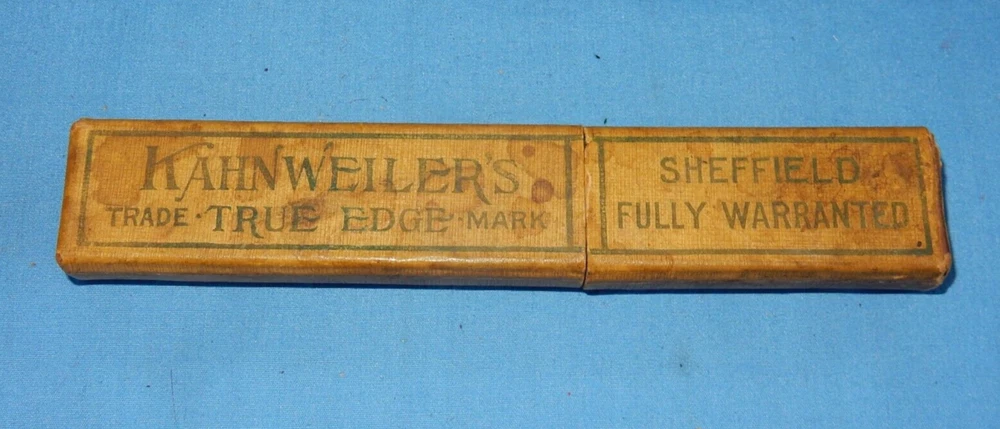 KAHNWEILER'S
TRADE · TRUE EDGE · MARK
SHEFFIELD
FULLY WARRANTED